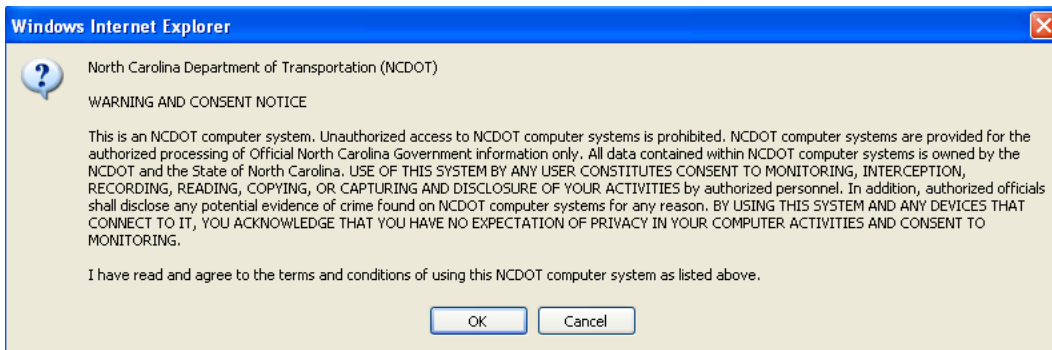 Windows Internet Explorer
North Carolina Department of Transportation (NCDOT)
WARNING AND CONSENT NOTICE
This is an NCDOT computer system. Unauthorized access to NCDOT computer systems is prohibited. NCDOT computer systems are provided for the
authorized processing of Official North Carolina Government information only. All data contained within NCDOT computer systems is owned by the
NCDOT and the State of North Carolina. USE OF THIS SYSTEM BY ANY USER CONSTITUTES CONSENT TO MONITORING, INTERCEPTION,
RECORDING, READING, COPYING, OR CAPTURING AND DISCLOSURE OF YOUR ACTIVITIES by authorized personnel. In addition, authorized officials
shall disclose any potential evidence of crime found on NCDOT computer systems for any reason. BY USING THIS SYSTEM AND ANY DEVICES THAT
CONNECT TO IT, YOU ACKNOWLEDGE THAT YOU HAVE NO EXPECTATION OF PRIVACY IN YOUR COMPUTER ACTIVITIES AND CONSENT TO
MONITORING.
I have read and agree to the terms and conditions of using this NCDOT computer system as listed above.
OK Cancel